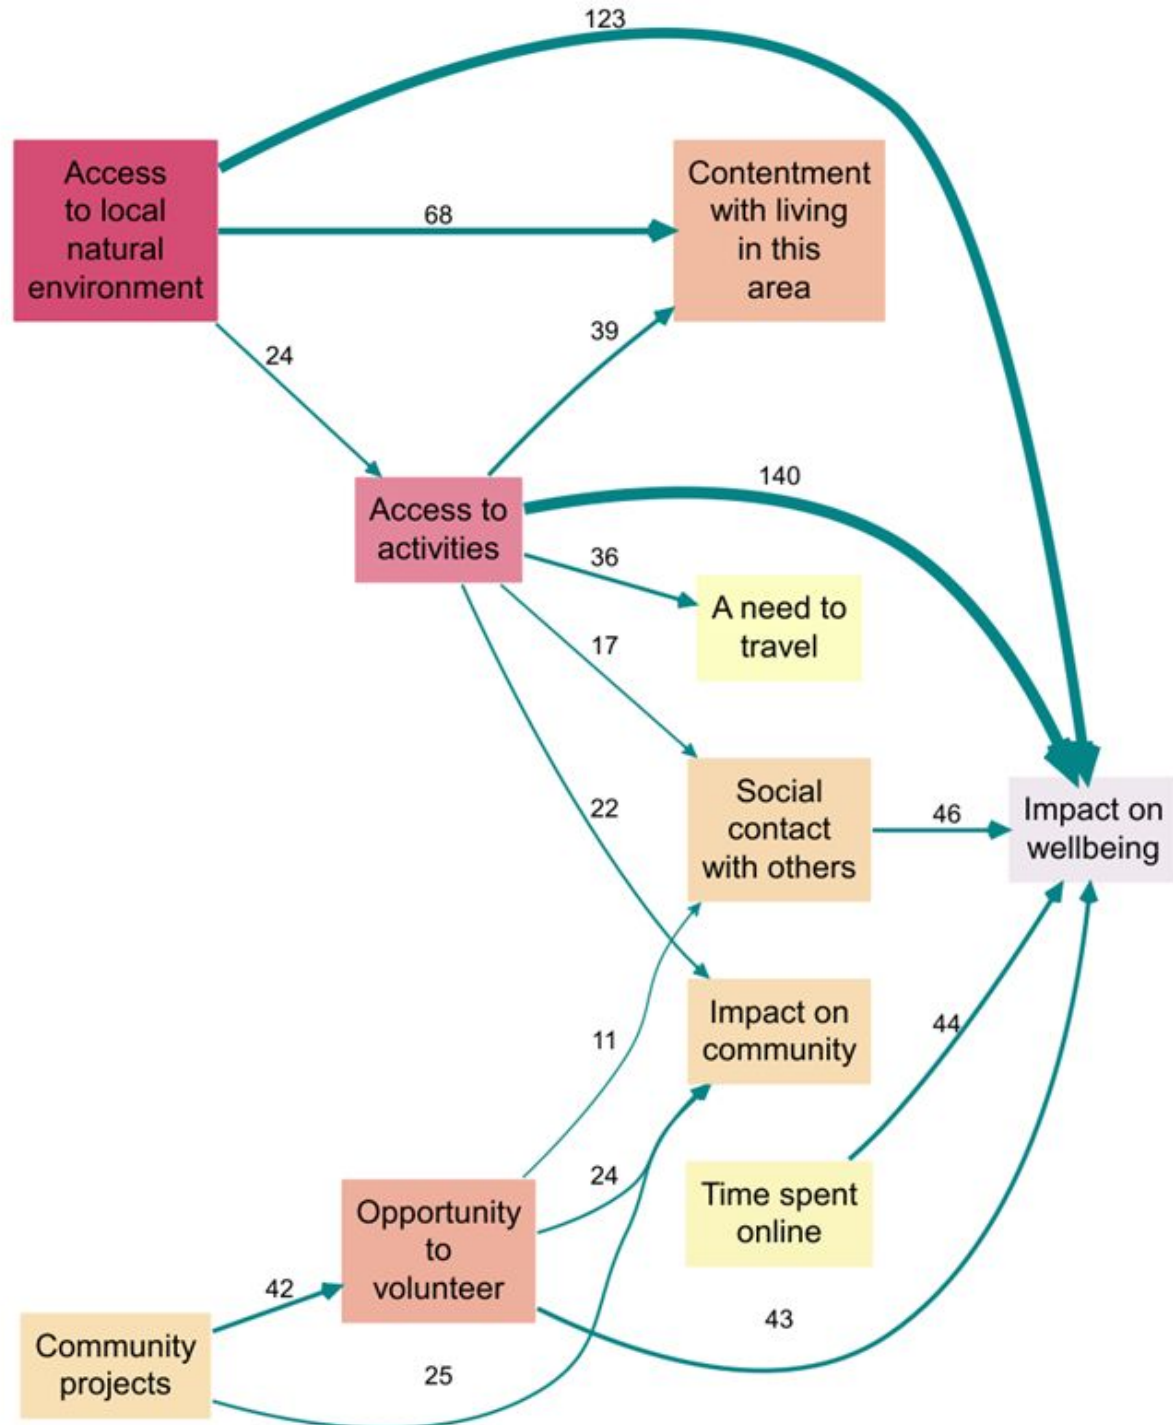 123
Access
to local
natural
environment
68
Contentment
with living
in this
area
24
39
Access to
activities
140
36
A need to
travel
17
22
Social
contact
with others
46
Impact on
wellbeing
Impact on
community
11
44
24
Time spent
online
Opportunity
to
volunteer
42
43
Community
projects
25